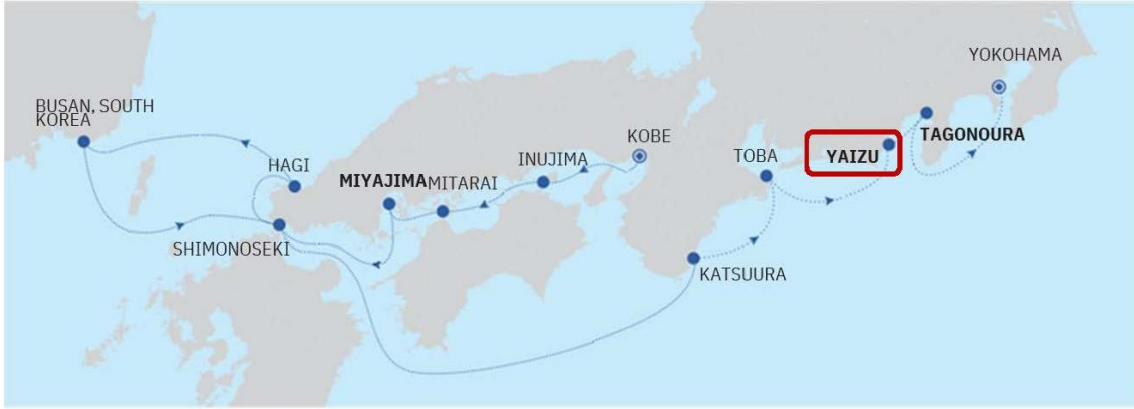 YOKOHAMA
BUSAN, SOUTH
KOREA
TAGONOURA
KOBE
YAIZU
TOBA
INUJIMA
HAGI
MIYAJIMA
MITARAI
SHIMONOSEKI
KATSUURA